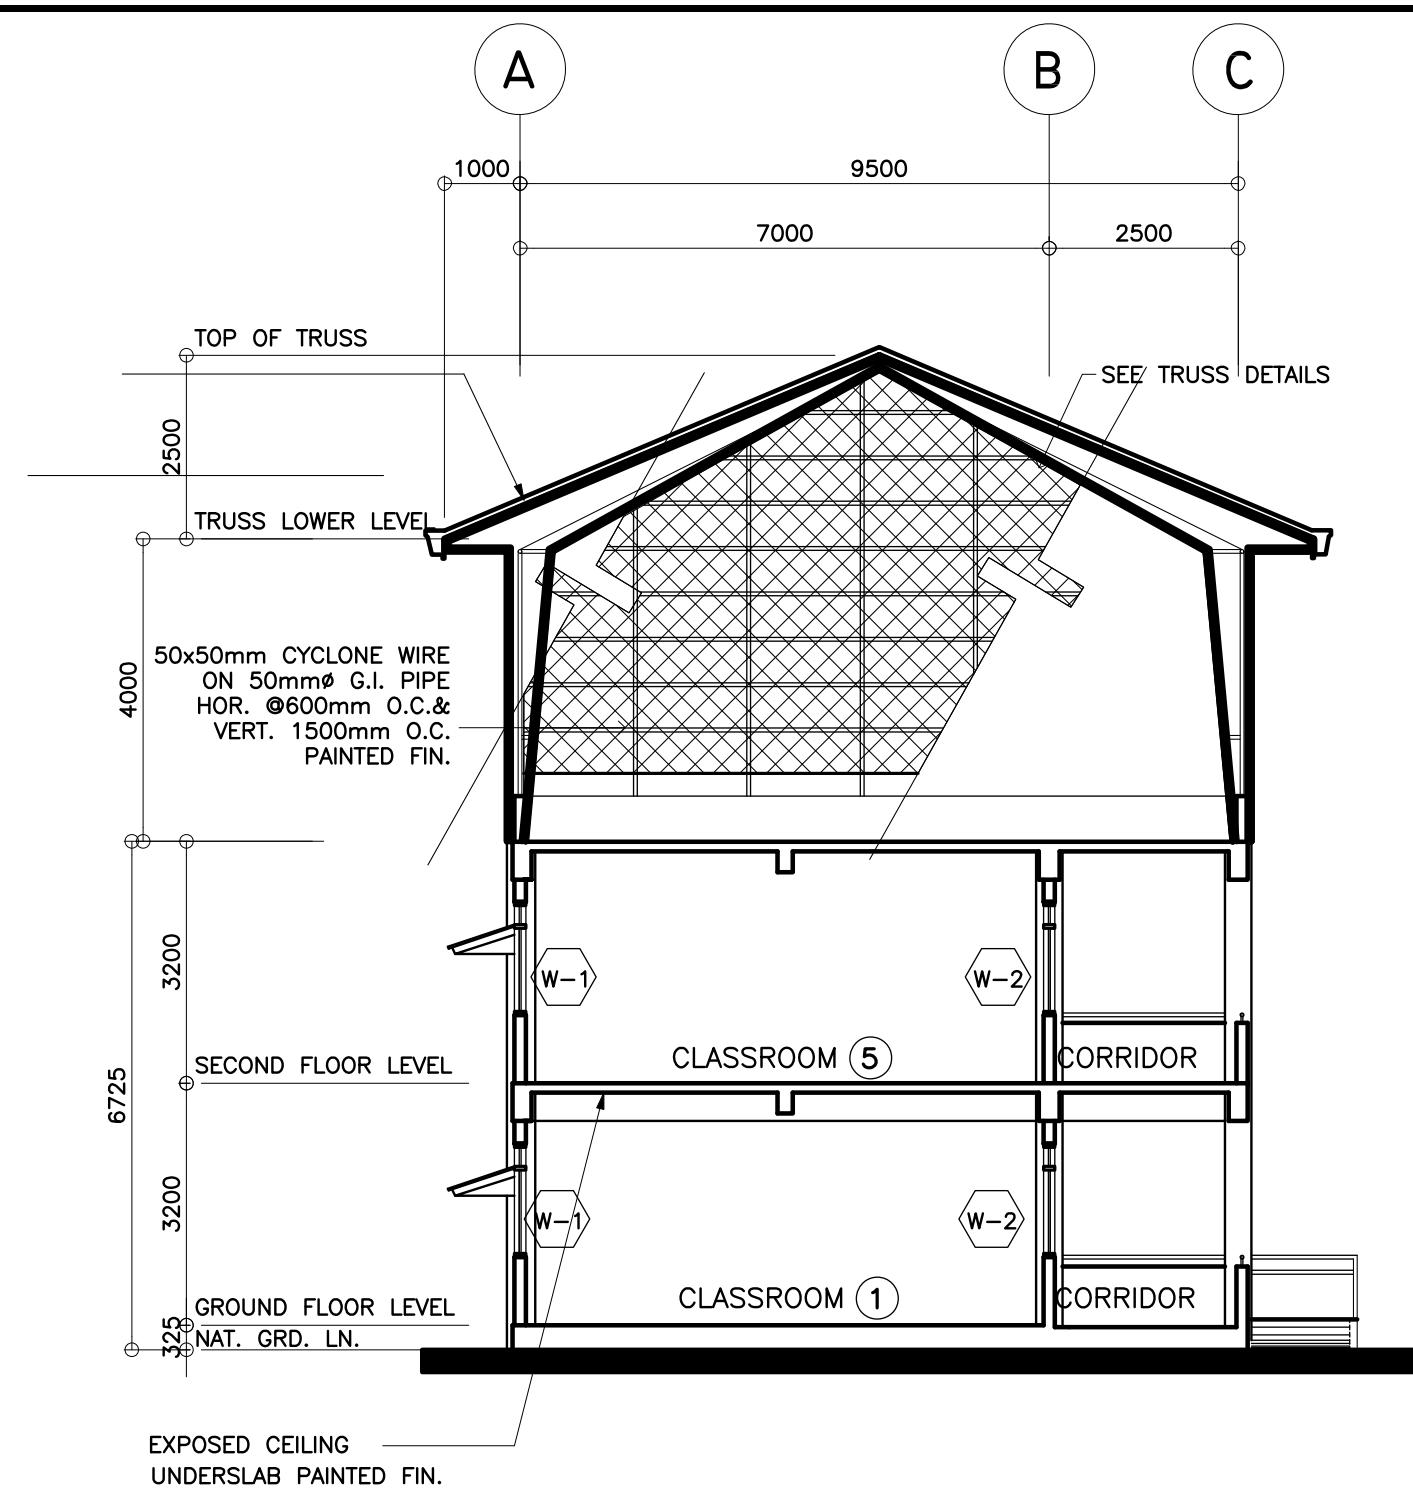 A B C
1000 9500
7000 2500
TOP OF TRUSS
SEE TRUSS DETAILS
2500
TRUSS LOWER LEVEL
4000
50x50mm CYCLONE WIRE
ON 50mmø G.I. PIPE
HOR. @600mm O.C.&
VERT. 1500mm O.C.
PAINTED FIN.
3200
W-1 W-2
CLASSROOM 5 CORRIDOR
SECOND FLOOR LEVEL
6725
3200
W-1 W-2
CLASSROOM 1 CORRIDOR
GROUND FLOOR LEVEL
325
NAT. GRD. LN.
EXPOSED CEILING
UNDERSLAB PAINTED FIN.